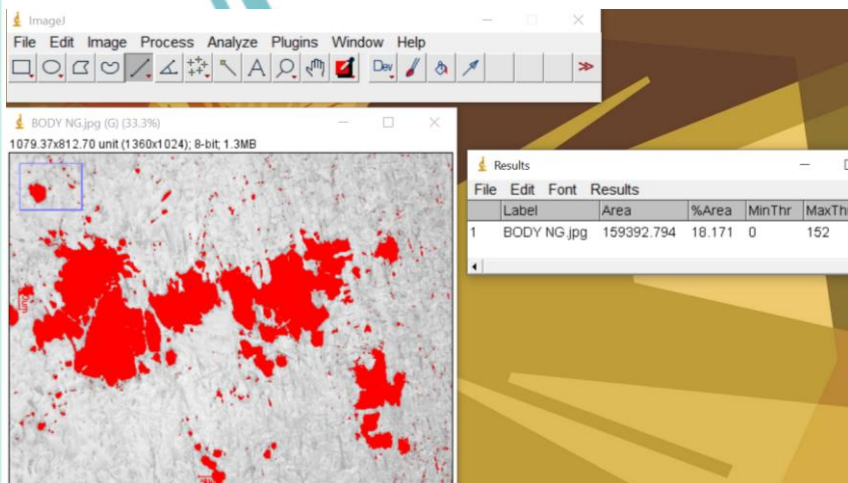 ImageJ
File Edit Image Process Analyze Plugins Window Help
A Dev
BODY NG.jpg (G) (33.3%)
1079.37x812.70 unit (1360x1024); 8-bit; 1.3MB
Results
File Edit Font Results
Label Area %Area MinThr MaxThr
1 BODY NG.jpg 159392.794 18.171 0 152